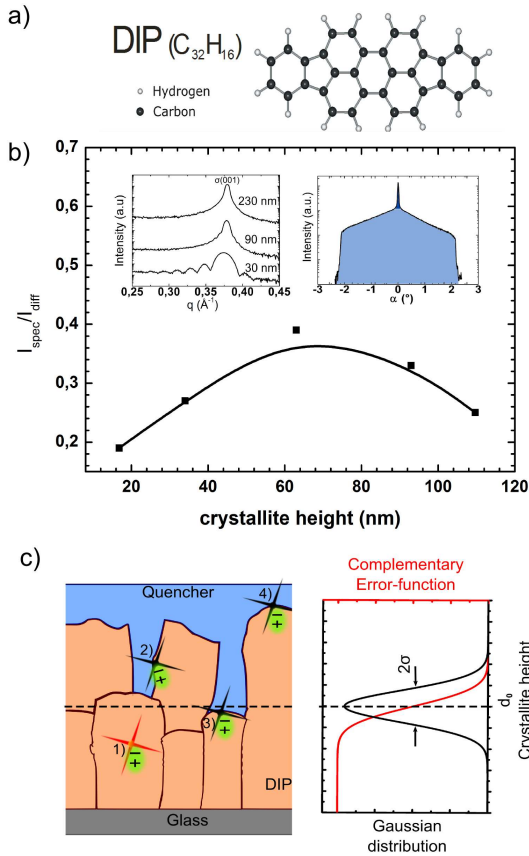 a)
DIP (C32H16)
Hydrogen
Carbon
b)
0,7
0,6
0,5
0,4
0,3
0,2
Ispec/Idiff
20 40 60 80 100 120
crystallite height (nm)
Intensity (a.u)
σ(001)
230 nm
90 nm
30 nm
0,25 0,30 0,35 0,40 0,45
q (Å-1)
Intensity (a.u.)
-3 -2 -1 0 1 2 3
α (°)
c)
Quencher
4)
2)
3)
1)
DIP
Glass
Complementary
Error-function
2σ
d0
Crystallite height
Gaussian
distribution